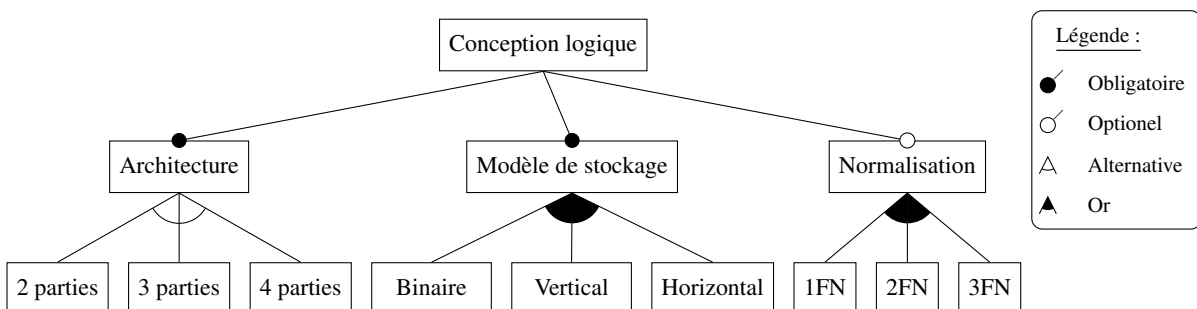 Conception logique
Légende :
Obligatoire
Optionel
Alternative
Or
Architecture
Modèle de stockage
Normalisation
2 parties
3 parties
4 parties
Binaire
Vertical
Horizontal
1FN
2FN
3FN